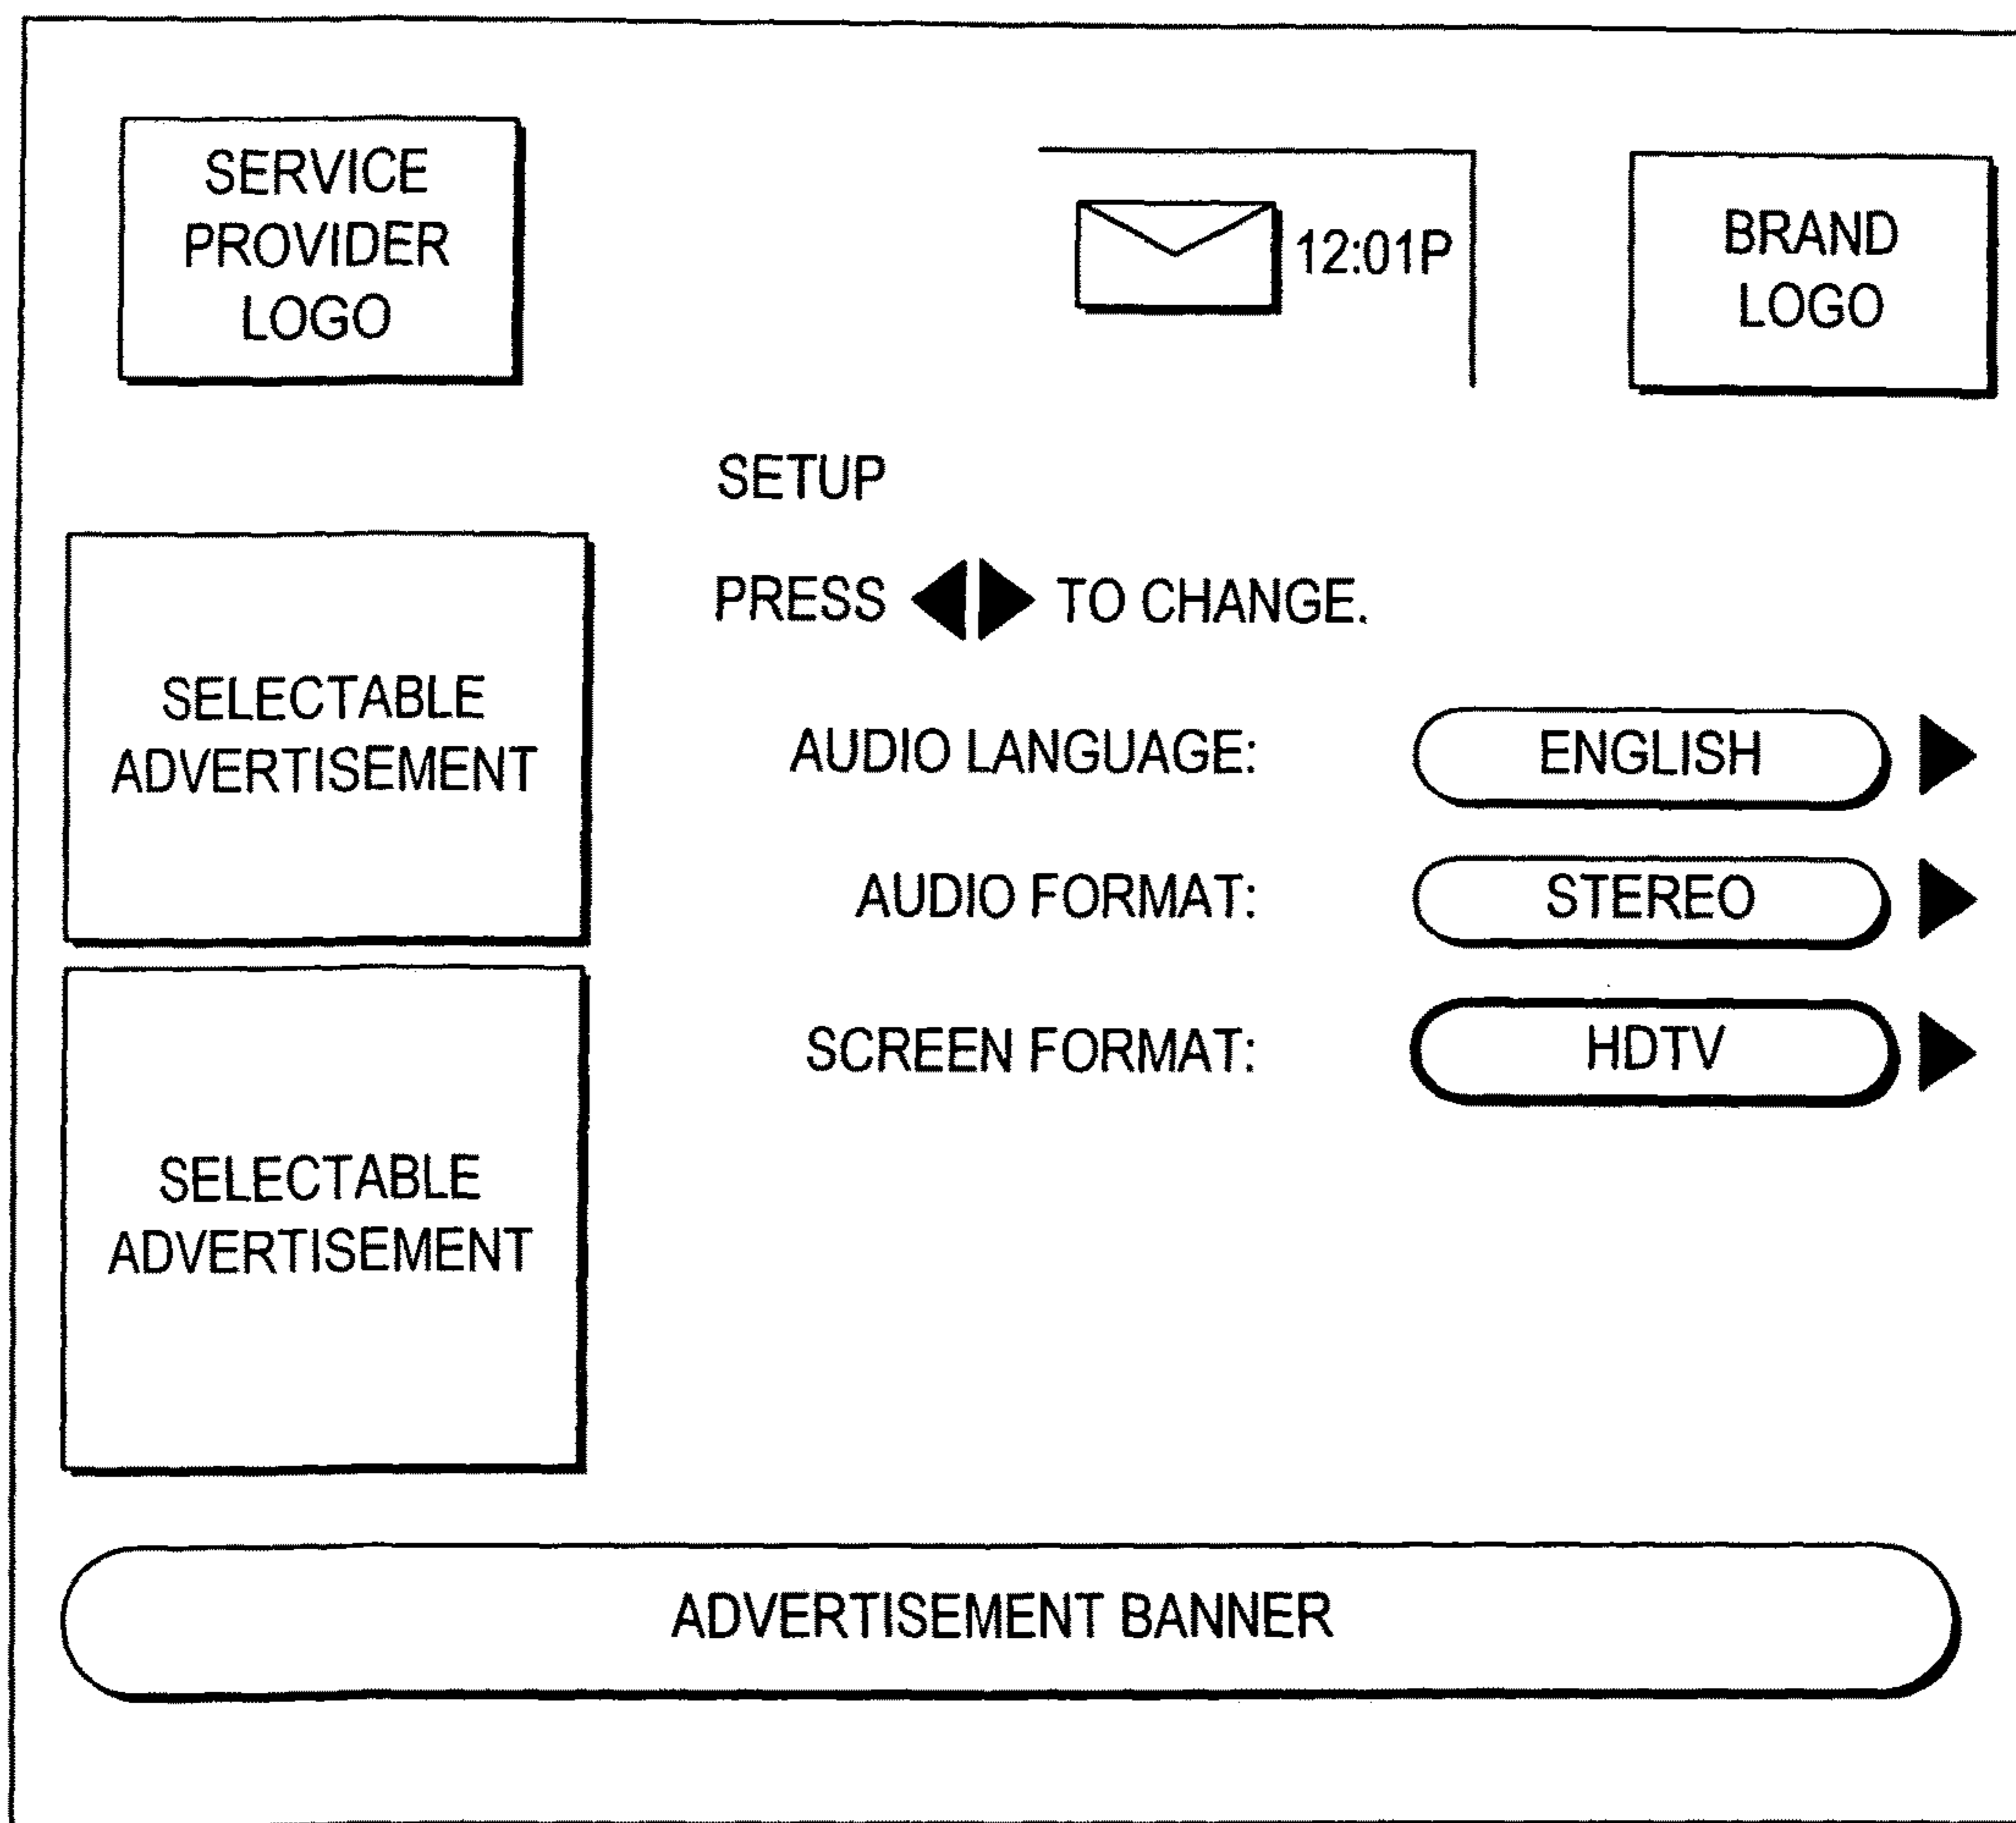 SERVICE
PROVIDER
LOGO
12:01P
BRAND
LOGO
SETUP
PRESS ◀▶ TO CHANGE.
SELECTABLE
ADVERTISEMENT
AUDIO LANGUAGE: ENGLISH ▶
AUDIO FORMAT: STEREO ▶
SCREEN FORMAT: HDTV ▶
SELECTABLE
ADVERTISEMENT
ADVERTISEMENT BANNER